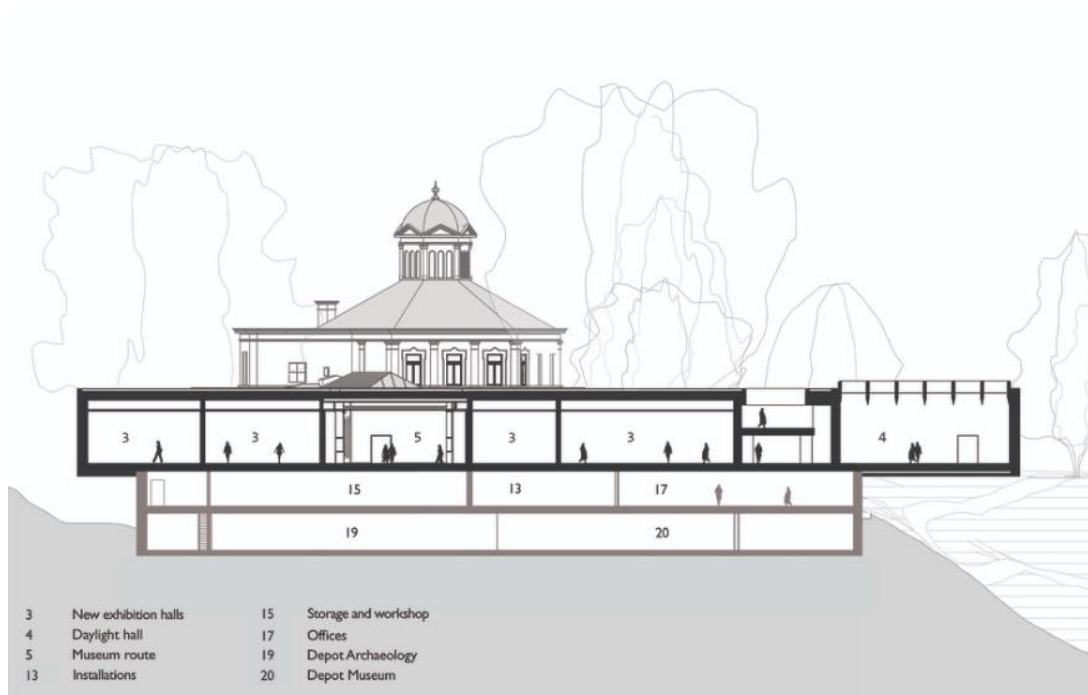 3 3 5 3 3 4
15 13 17
19 20
3 New exhibition halls
4 Daylight hall
5 Museum route
13 Installations
15 Storage and workshop
17 Offices
19 Depot Archaeology
20 Depot Museum